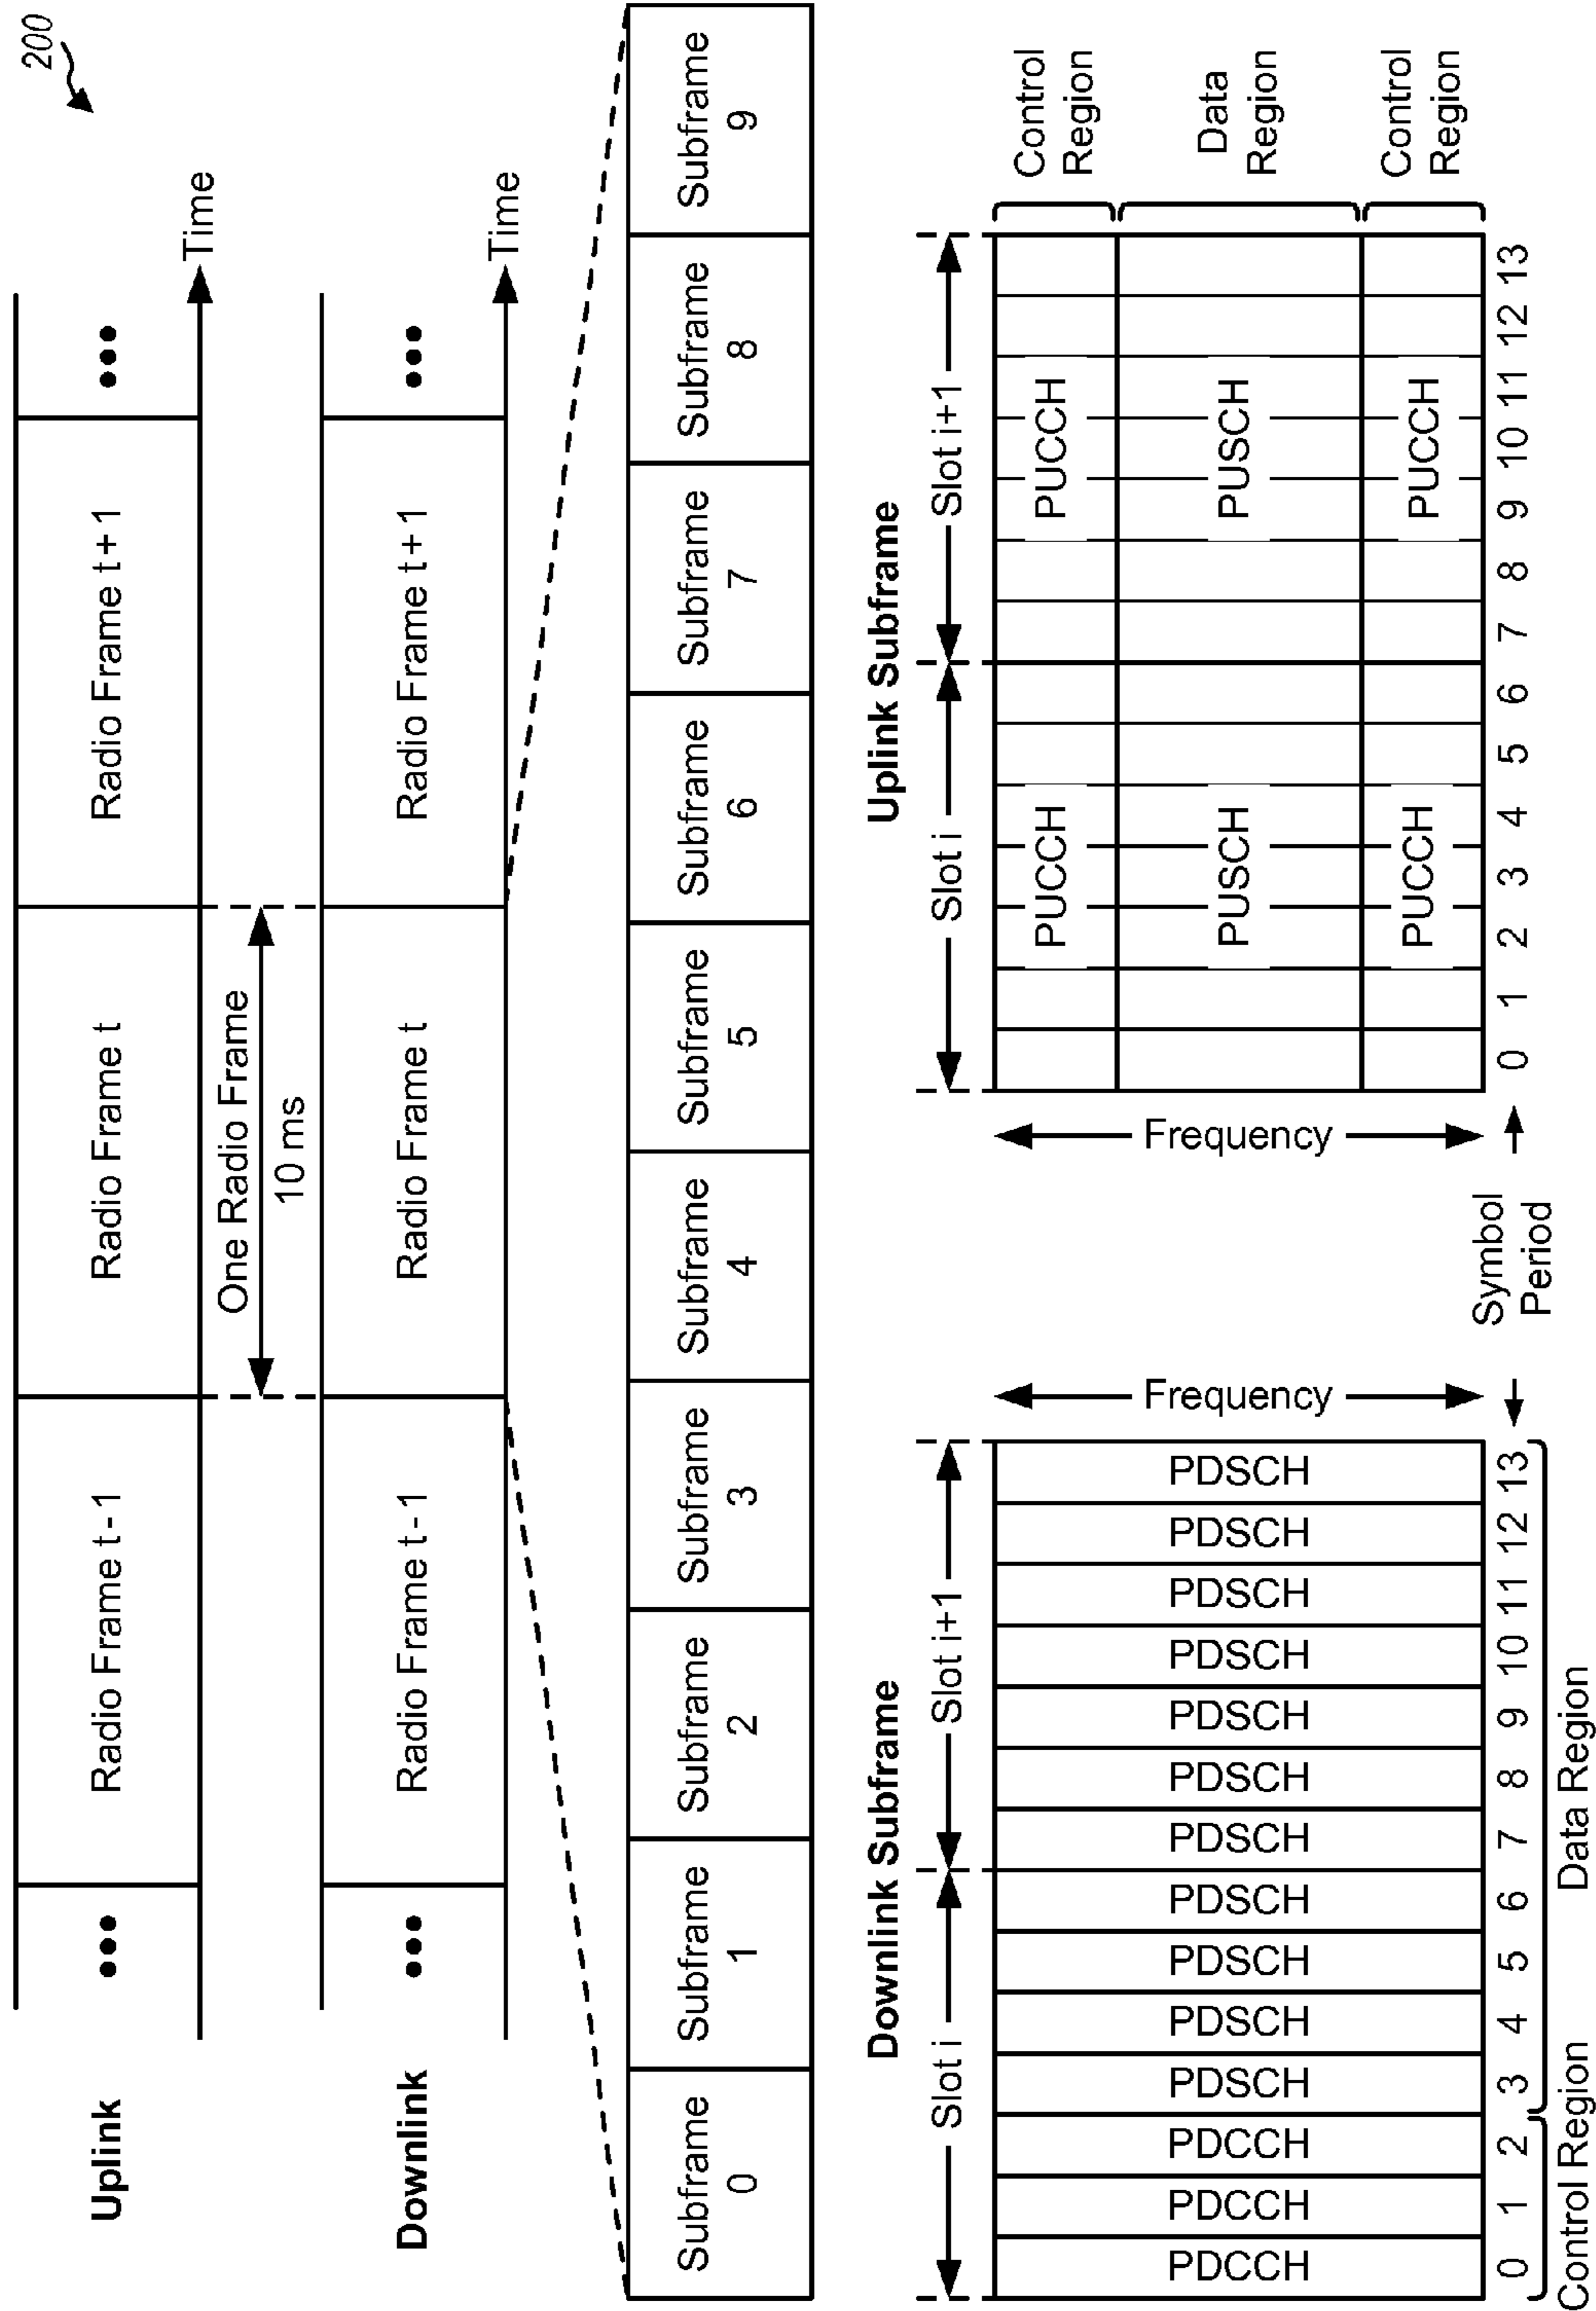 200
Uplink
•••
Radio Frame t-1
Radio Frame t
Radio Frame t+1
•••
Time
One Radio Frame
10 ms
Downlink
•••
Radio Frame t-1
Radio Frame t
Radio Frame t+1
•••
Time
Subframe
0
Subframe
1
Subframe
2
Subframe
3
Subframe
4
Subframe
5
Subframe
6
Subframe
7
Subframe
8
Subframe
9
Downlink Subframe
Slot i
Slot i+1
PDCCH
PDCCH
PDCCH
PDSCH
PDSCH
PDSCH
PDSCH
PDSCH
PDSCH
PDSCH
PDSCH
PDSCH
PDSCH
PDSCH
Frequency
0 1 2 3 4 5 6 7 8 9 10 11 12 13
Control Region
Data Region
Symbol
Period
Uplink Subframe
Slot i
Slot i+1
Frequency
PUCCH
PUCCH
Control
Region
PUSCH
PUSCH
Data
Region
PUCCH
PUCCH
Control
Region
0 1 2 3 4 5 6 7 8 9 10 11 12 13